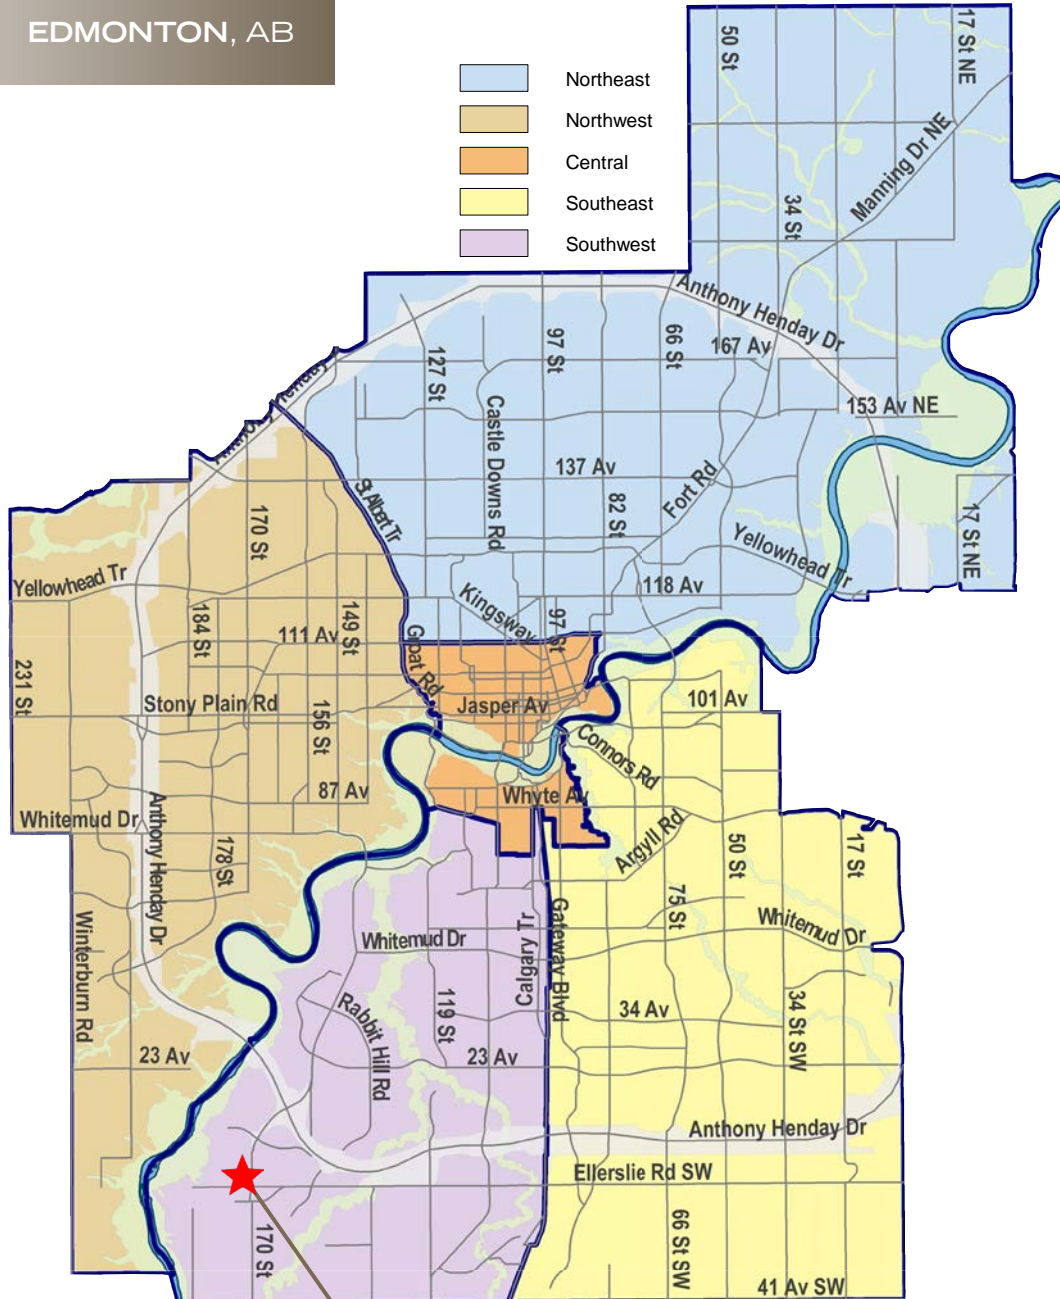 EDMONTON, AB
Northeast
Northwest
Central
Southeast
Southwest
50 St
17 St NE
Manning Dr NE
34 St
Anthony Henday Dr
97 St
66 St
167 Av
127 St
Castle Downs Rd
153 Av NE
137 Av
82 St
Fort Rd
St Albert Tr
170 St
17 St NE
Yellowhead Tr
Yellowhead Tr
118 Av
Kingsway
97 St
184 St
111 Av
149 St
Groat Rd
231 St
Stony Plain Rd
156 St
Jasper Av
101 Av
Connors Rd
87 Av
Whyte Av
Whitemud Dr
Anthony Henday Dr
178 St
Argyll Rd
50 St
17 St
75 St
Winterburn Rd
Whitemud Dr
Calgary Tr
Gateway Blvd
Whitemud Dr
Rabbit Hill Rd
119 St
34 Av
34 St SW
23 Av
23 Av
Anthony Henday Dr
Ellerslie Rd SW
170 St
66 St SW
41 Av SW